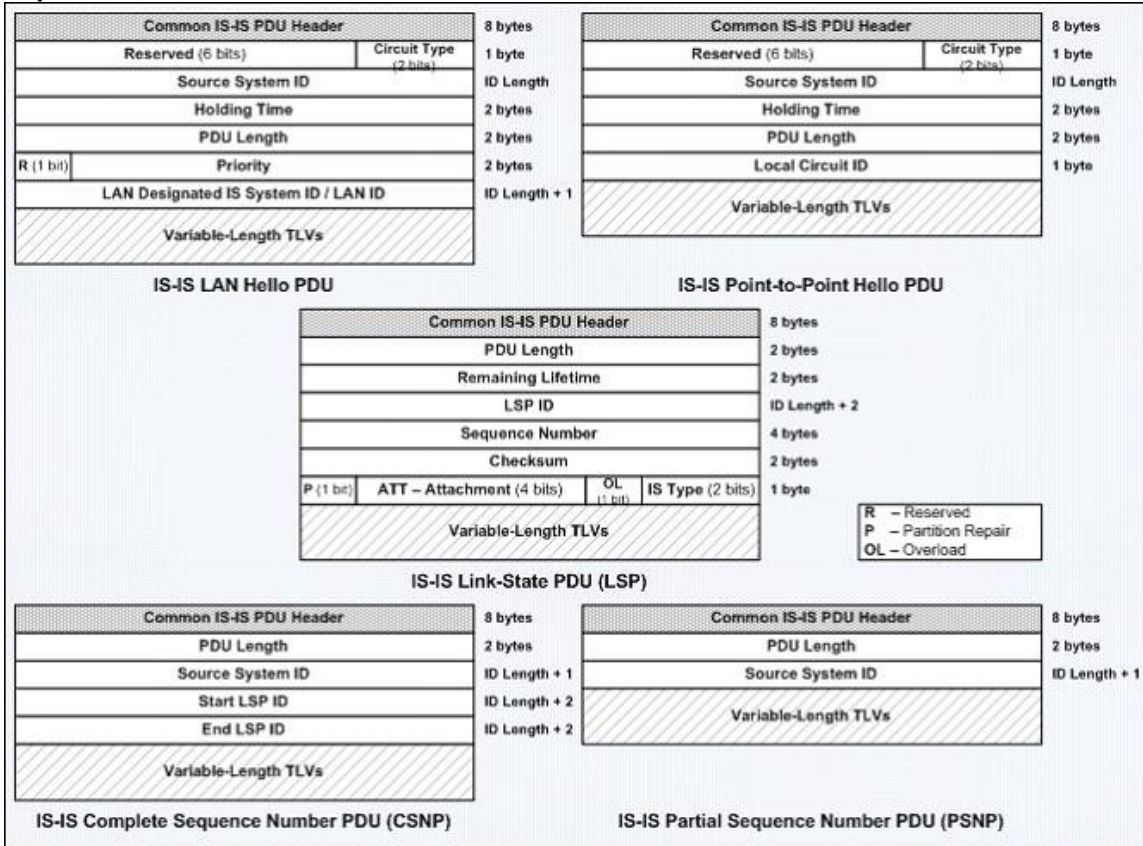 Common IS-IS PDU Header 8 bytes
Reserved (6 bits) Circuit Type (2 bits) 1 byte
Source System ID ID Length
Holding Time 2 bytes
PDU Length 2 bytes
R (1 bit) Priority 2 bytes
LAN Designated IS System ID / LAN ID ID Length + 1
Variable-Length TLVs
IS-IS LAN Hello PDU
Common IS-IS PDU Header 8 bytes
Reserved (6 bits) Circuit Type (2 bits) 1 byte
Source System ID ID Length
Holding Time 2 bytes
PDU Length 2 bytes
Local Circuit ID 1 byte
Variable-Length TLVs
IS-IS Point-to-Point Hello PDU
Common IS-IS PDU Header 8 bytes
PDU Length 2 bytes
Remaining Lifetime 2 bytes
LSP ID ID Length + 2
Sequence Number 4 bytes
Checksum 2 bytes
P (1 bit) ATT – Attachment (4 bits) OL (1 bit) IS Type (2 bits) 1 byte
Variable-Length TLVs
R – Reserved
P – Partition Repair
OL – Overload
IS-IS Link-State PDU (LSP)
Common IS-IS PDU Header 8 bytes
PDU Length 2 bytes
Source System ID ID Length + 1
Start LSP ID ID Length + 2
End LSP ID ID Length + 2
Variable-Length TLVs
IS-IS Complete Sequence Number PDU (CSNP)
Common IS-IS PDU Header 8 bytes
PDU Length 2 bytes
Source System ID ID Length + 1
Variable-Length TLVs
IS-IS Partial Sequence Number PDU (PSNP)